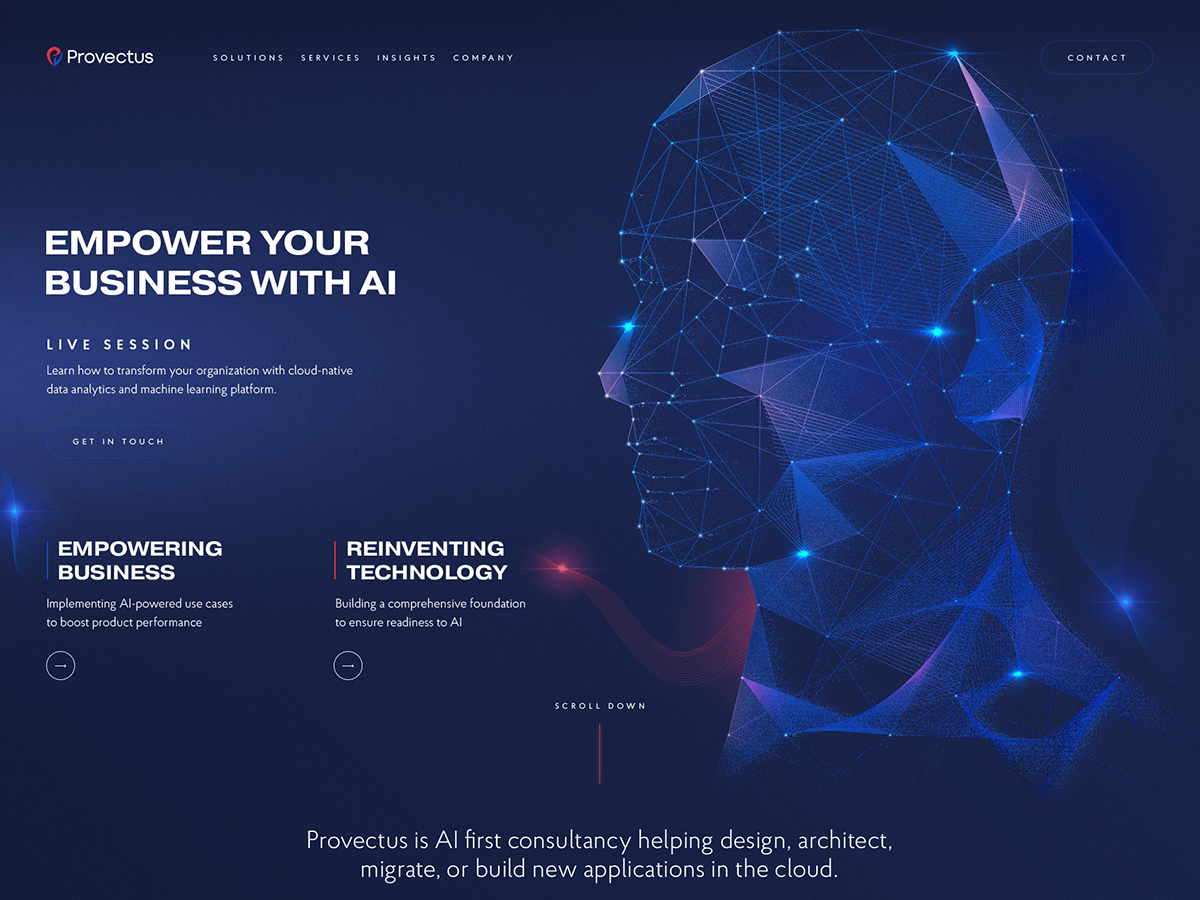 Provectus
SOLUTIONS SERVICES INSIGHTS COMPANY
CONTACT
EMPOWER YOUR
BUSINESS WITH AI
LIVE SESSION
Learn how to transform your organization with cloud-native
data analytics and machine learning platform.
GET IN TOUCH
EMPOWERING
BUSINESS
Implementing AI-powered use cases
to boost product performance
REINVENTING
TECHNOLOGY
Building a comprehensive foundation
to ensure readiness to AI
SCROLL DOWN
Provectus is AI first consultancy helping design, architect,
migrate, or build new applications in the cloud.